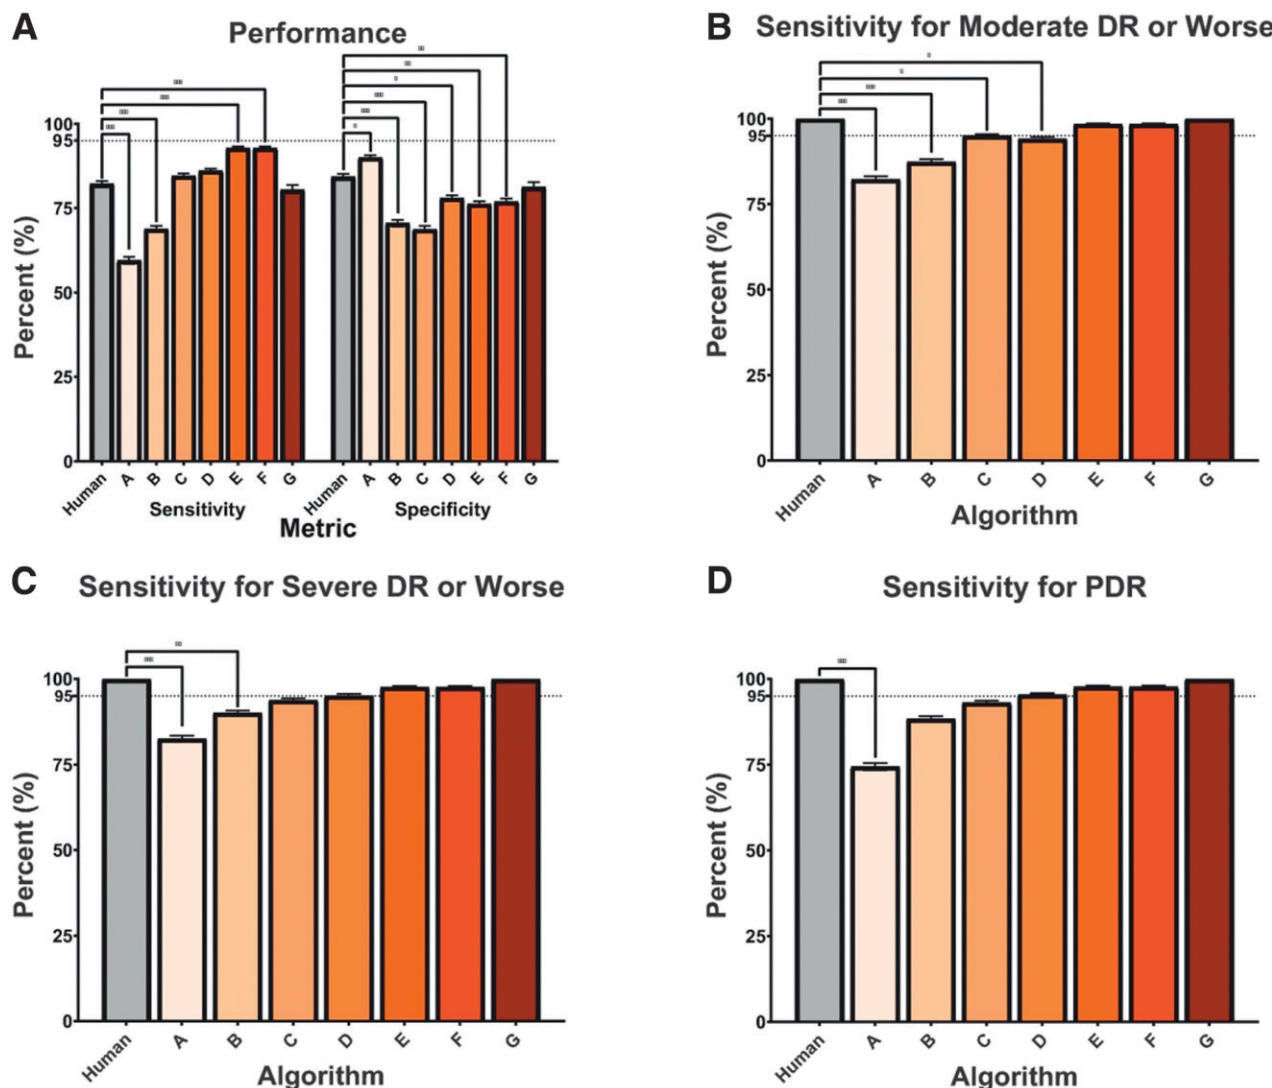 A
Performance
Percent (%)
100
95
75
50
25
0
Human
A
B
C
D
E
F
G
Human
A
B
C
D
E
F
G
Sensitivity
Specificity
Metric
B
Sensitivity for Moderate DR or Worse
Percent (%)
100
95
75
50
25
0
Human
A
B
C
D
E
F
G
Algorithm
C
Sensitivity for Severe DR or Worse
Percent (%)
100
95
75
50
25
0
Human
A
B
C
D
E
F
G
Algorithm
D
Sensitivity for PDR
Percent (%)
100
95
75
50
25
0
Human
A
B
C
D
E
F
G
Algorithm